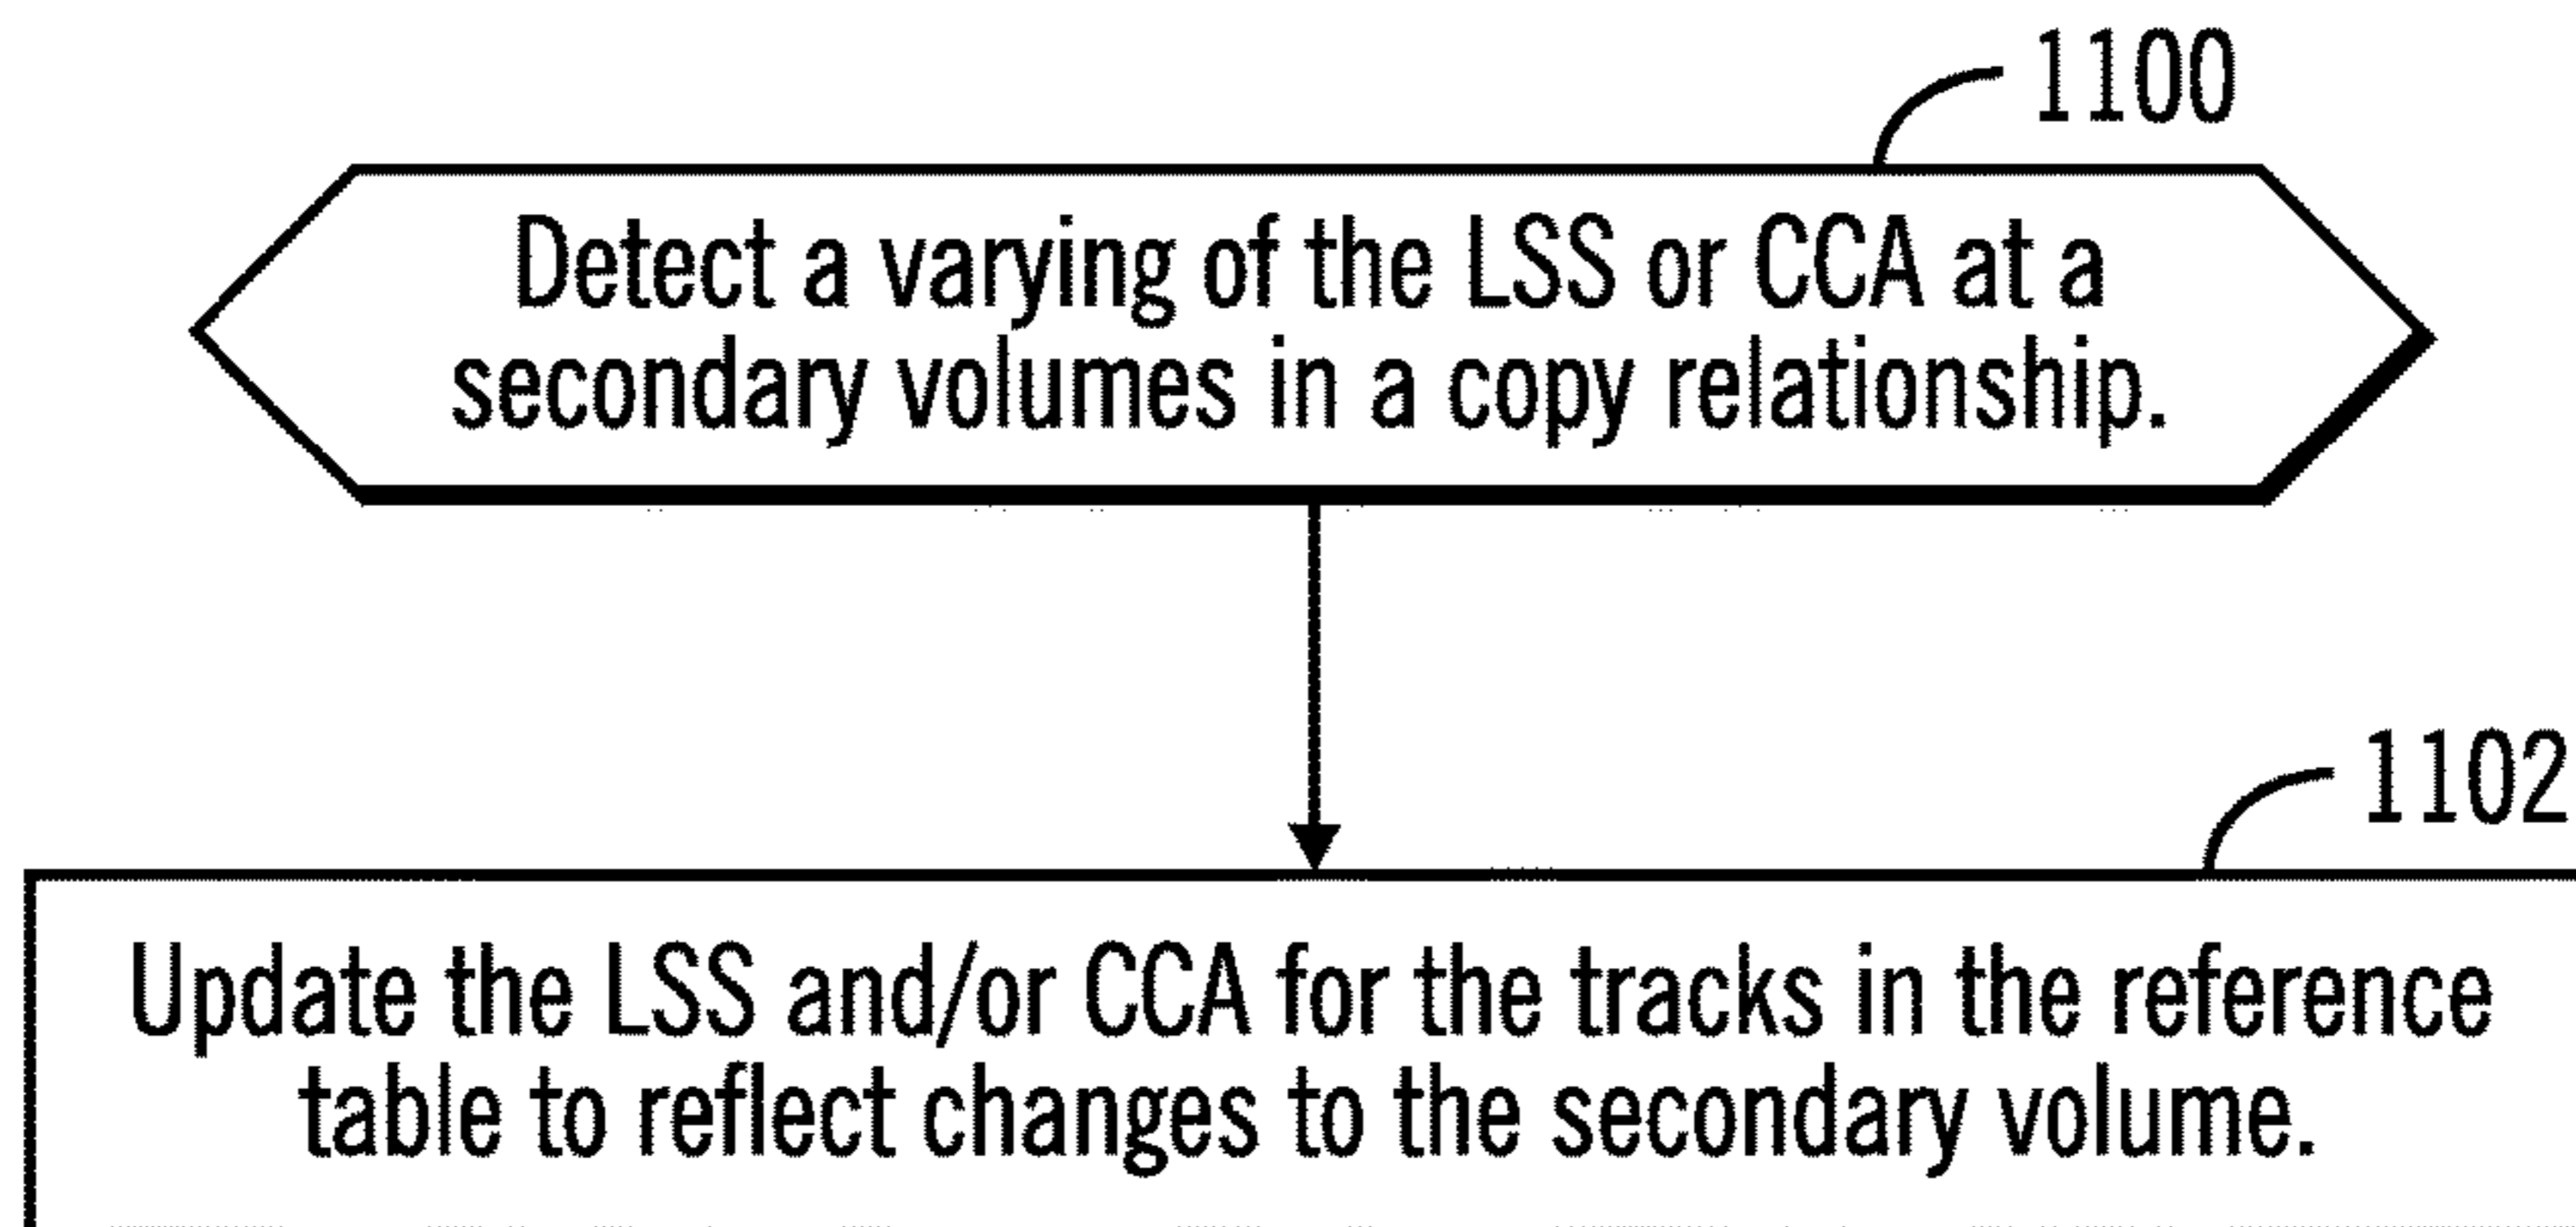 1100
Detect a varying of the LSS or CCA at a
secondary volumes in a copy relationship.
1102
Update the LSS and/or CCA for the tracks in the reference
table to reflect changes to the secondary volume.